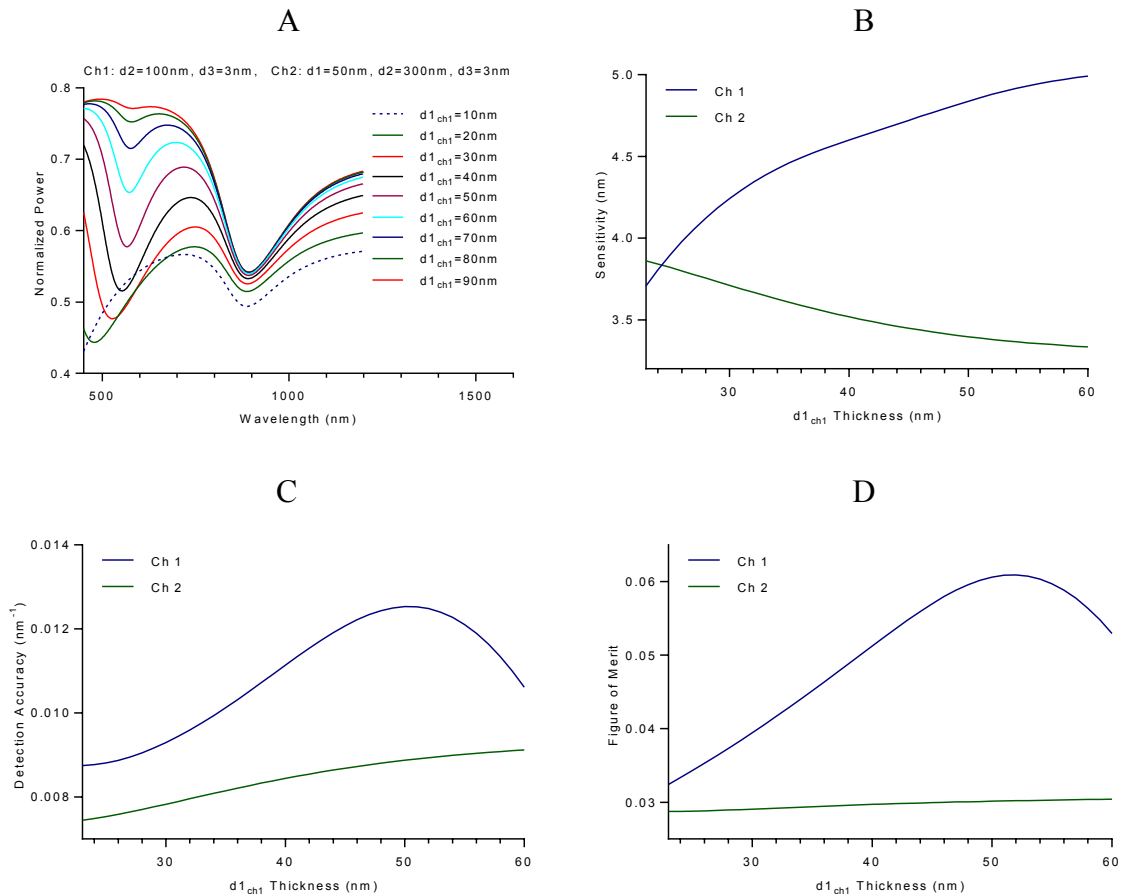 A
Ch1: d2=100nm, d3=3nm, Ch2: d1=50nm, d2=300nm, d3=3nm
0.8
0.7
0.6
0.5
0.4
Normalized Power
500 1000 1500
Wavelength (nm)
d1ch1=10nm
d1ch1=20nm
d1ch1=30nm
d1ch1=40nm
d1ch1=50nm
d1ch1=60nm
d1ch1=70nm
d1ch1=80nm
d1ch1=90nm
B
5.0
4.5
4.0
3.5
Sensitivity (nm)
Ch 1
Ch 2
30 40 50 60
d1ch1 Thickness (nm)
C
0.014
0.012
0.010
0.008
Detection Accuracy (nm⁻¹)
Ch 1
Ch 2
30 40 50 60
d1ch1 Thickness (nm)
D
0.06
0.05
0.04
0.03
Figure of Merit
Ch 1
Ch 2
30 40 50 60
d1ch1 Thickness (nm)